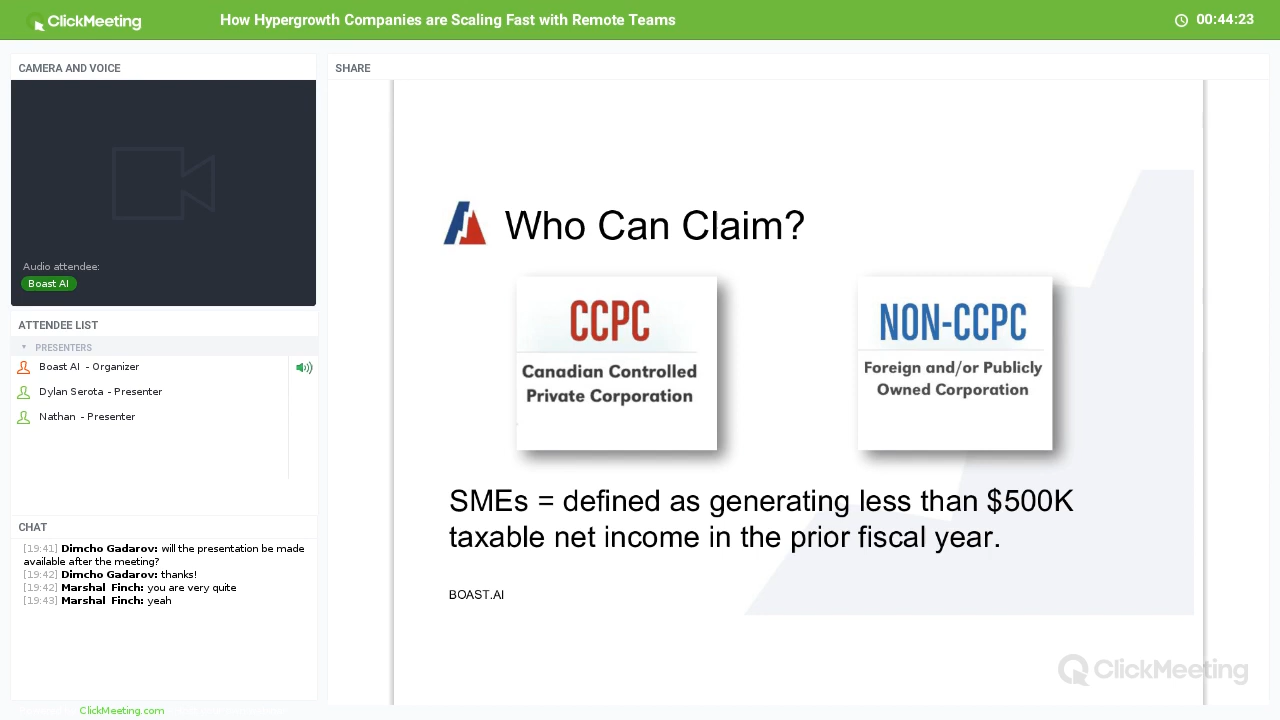 ClickMeeting
How Hypergrowth Companies are Scaling Fast with Remote Teams
00:44:23
CAMERA AND VOICE
Audio attendee:
Boast AI
ATTENDEE LIST
PRESENTERS
Boast AI - Organizer
Dylan Serota - Presenter
Nathan - Presenter
CHAT
[19:41] Dimcho Gadarov: will the presentation be made
available after the meeting?
[19:42] Dimcho Gadarov: thanks!
[19:42] Marshal Finch: you are very quite
[19:43] Marshal Finch: yeah
ClickMeeting.com
SHARE
Who Can Claim?
CCPC
Canadian Controlled
Private Corporation
NON-CCPC
Foreign and/or Publicly
Owned Corporation
SMEs = defined as generating less than $500K
taxable net income in the prior fiscal year.
BOAST.AI
ClickMeeting